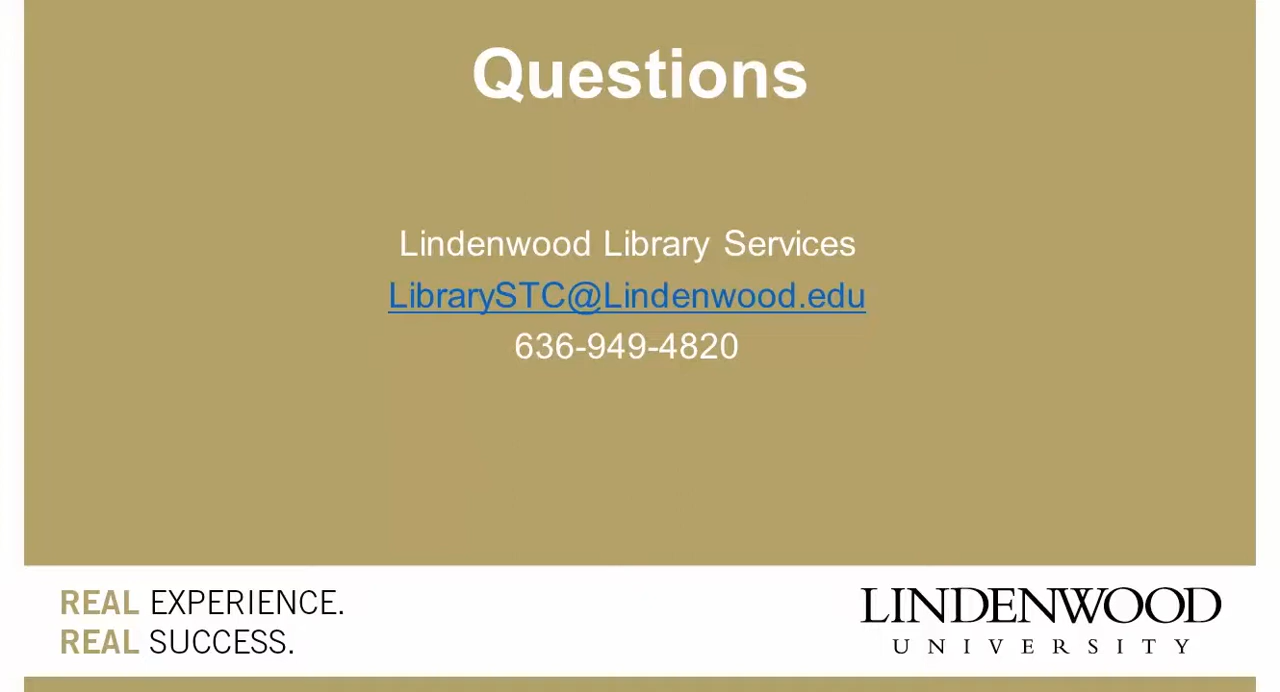 Questions
Lindenwood Library Services
LibrarySTC@Lindenwood.edu
636-949-4820
REAL EXPERIENCE.
REAL SUCCESS.
LINDENWOOD
UNIVERSITY